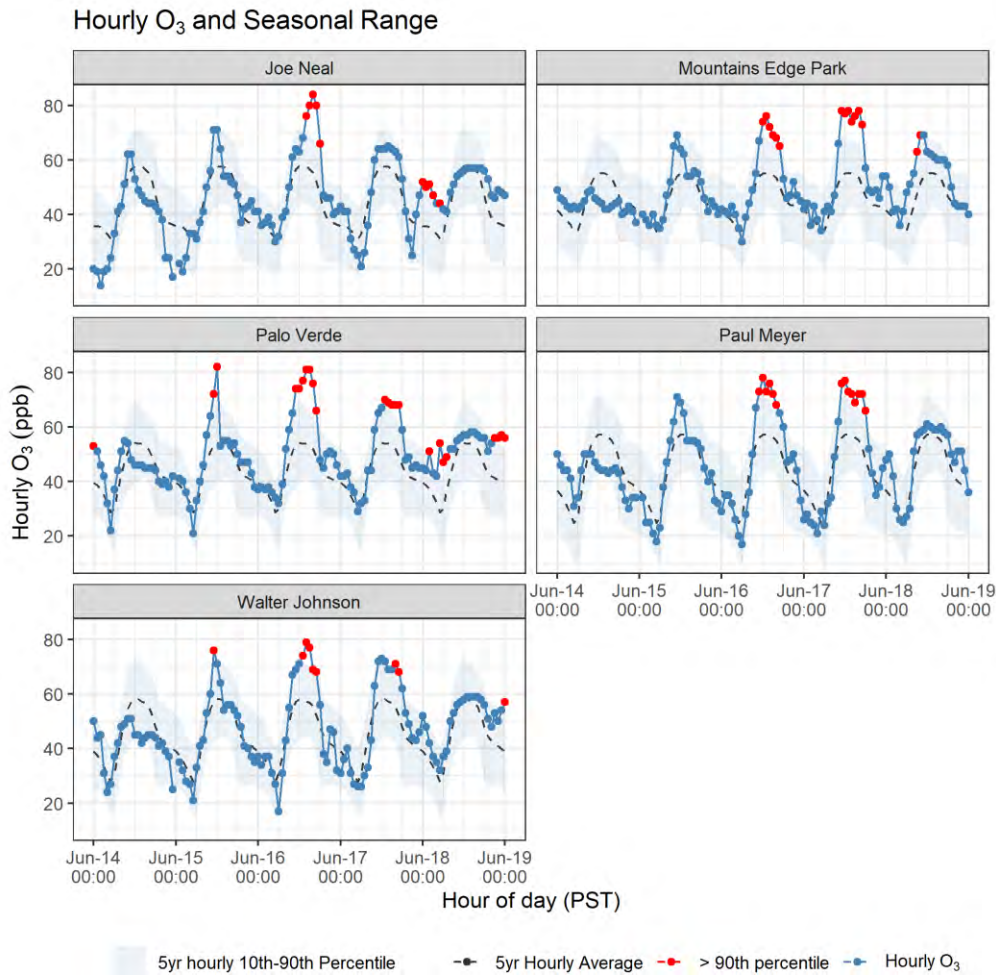 Hourly O₃ and Seasonal Range
Joe Neal
Mountains Edge Park
80
60
40
20
Palo Verde
Paul Meyer
80
60
40
20
Hourly O₃ (ppb)
Walter Johnson
Jun-14 00:00
Jun-15 00:00
Jun-16 00:00
Jun-17 00:00
Jun-18 00:00
Jun-19 00:00
80
60
40
20
Jun-14 00:00
Jun-15 00:00
Jun-16 00:00
Jun-17 00:00
Jun-18 00:00
Jun-19 00:00
Hour of day (PST)
5yr hourly 10th-90th Percentile
5yr Hourly Average
> 90th percentile
Hourly O₃